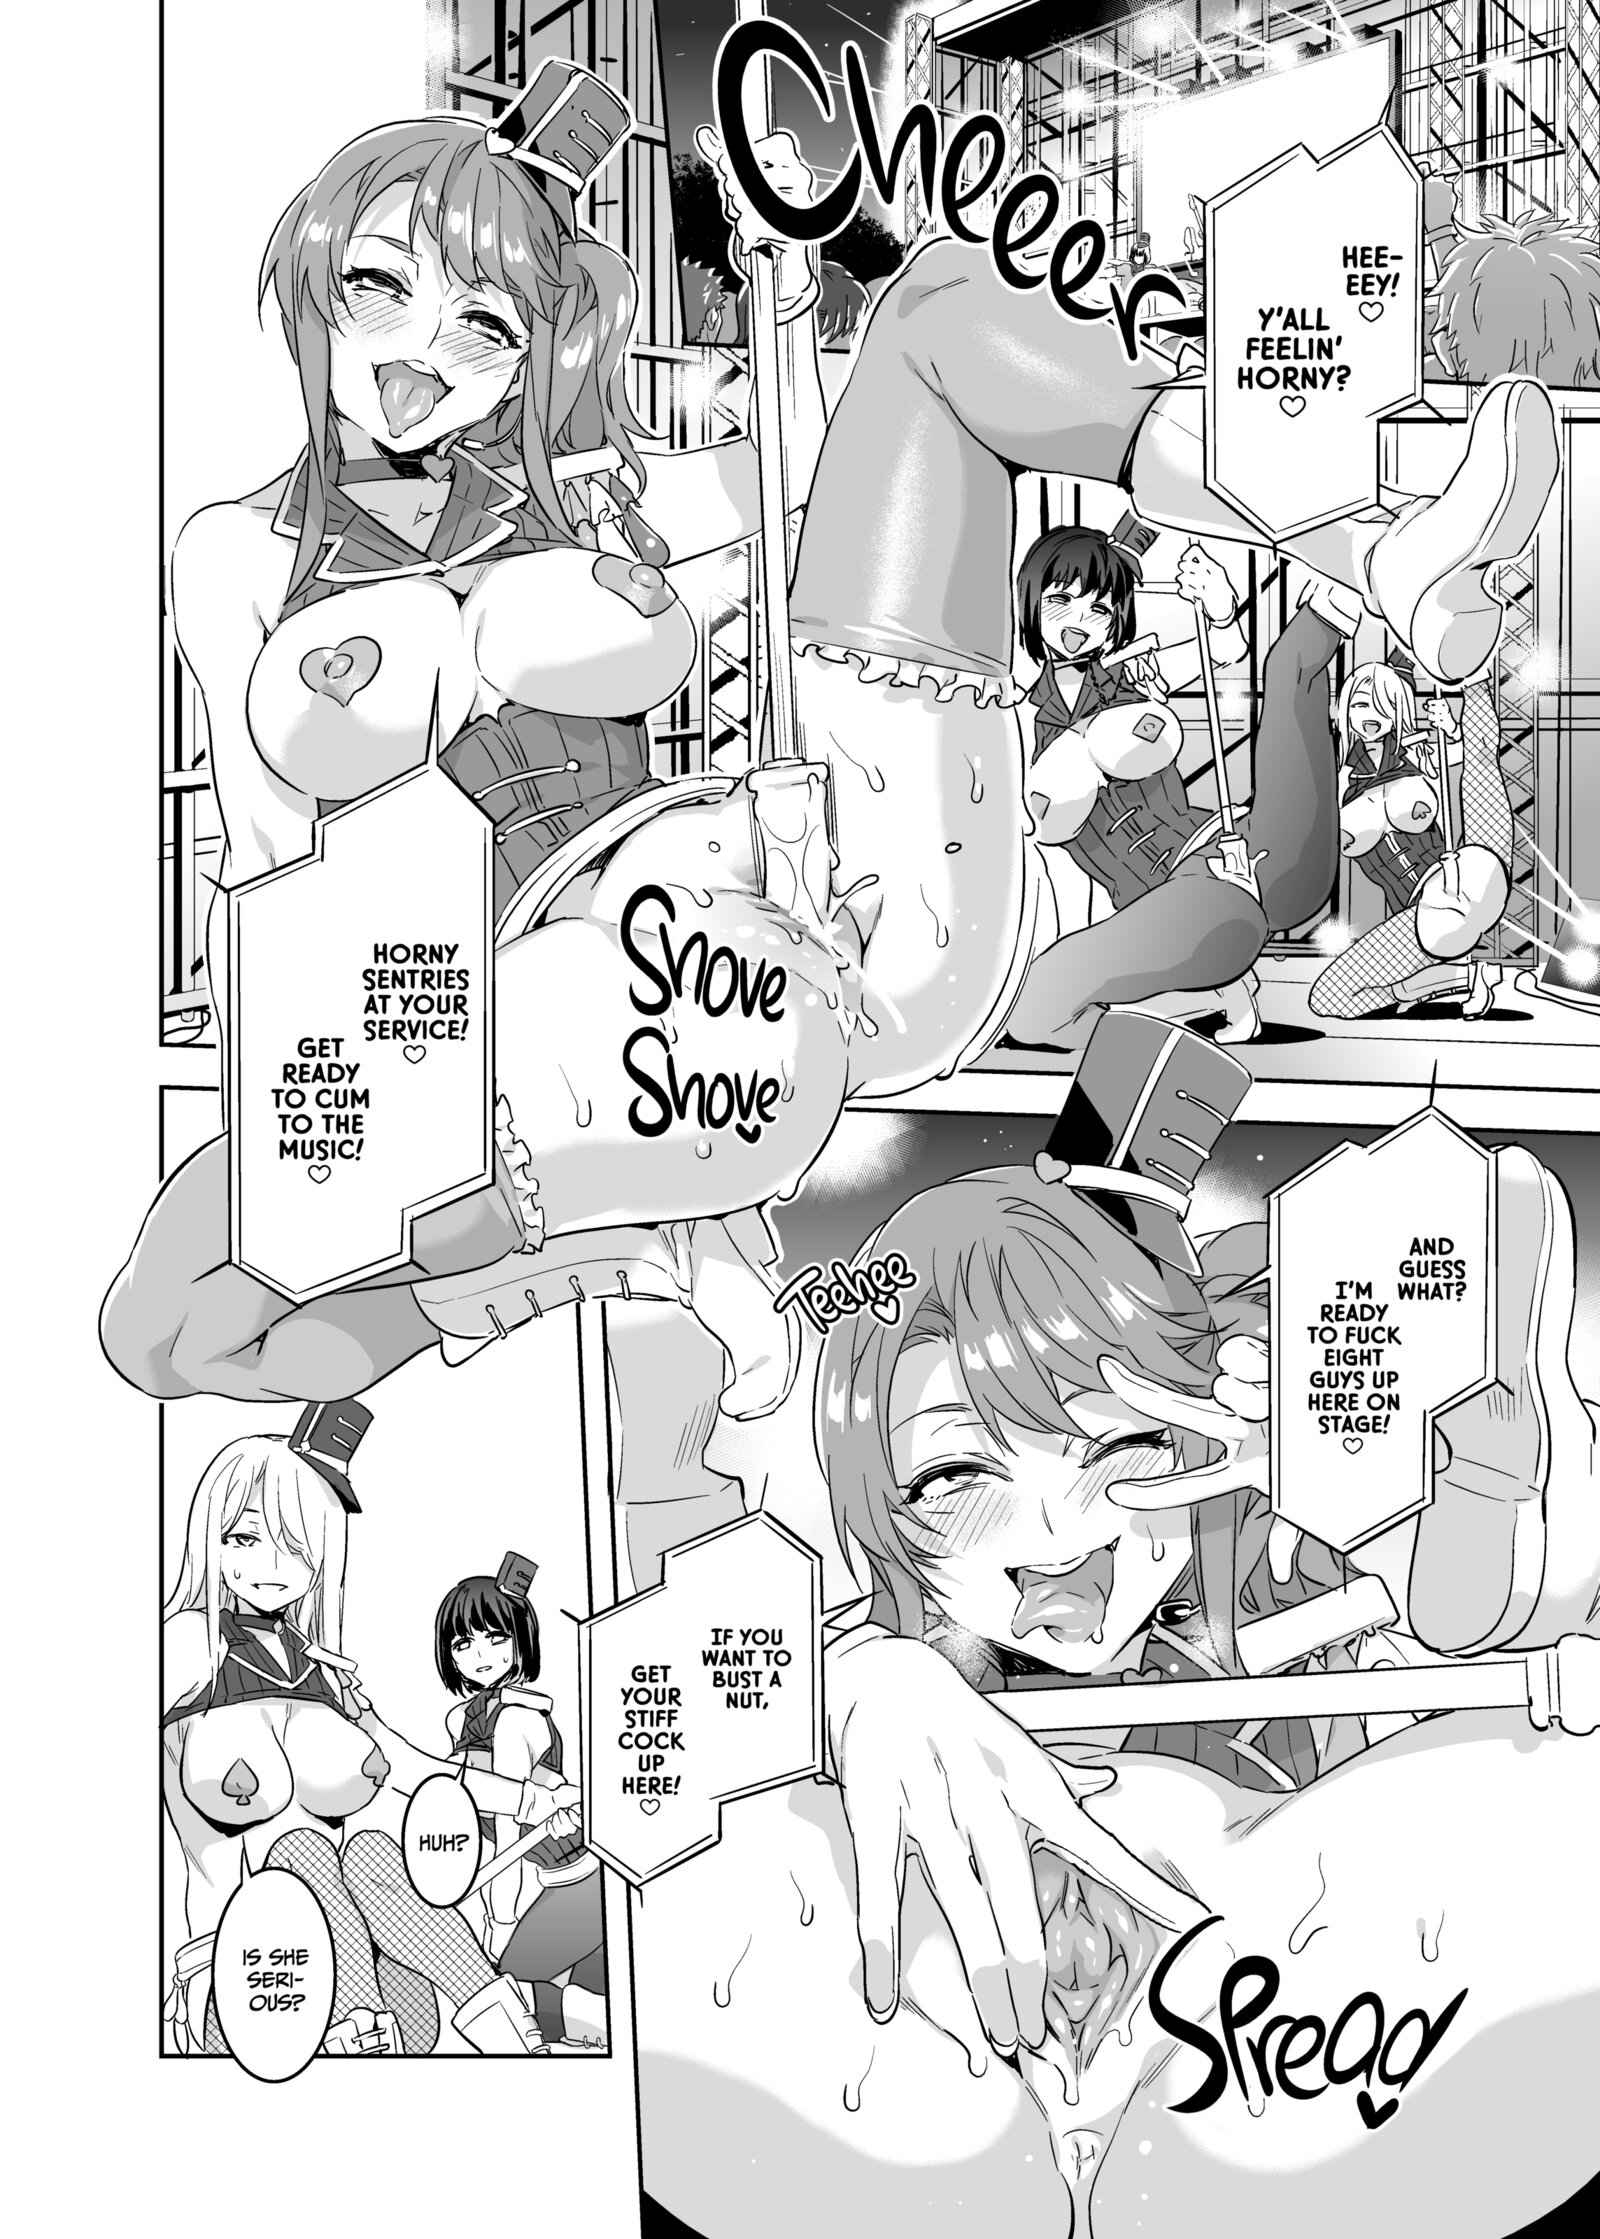 Cheeer
HEE-
EEY!
♡
Y'ALL
FEELIN'
HORNY?
♡
HORNY
SENTRIES
AT YOUR
SERVICE!
♡
GET
READY
TO CUM
TO THE
MUSIC!
♡
Shove
Shove
AND
GUESS
WHAT?
I'M
READY
TO FUCK
EIGHT
GUYS UP
HERE ON
STAGE!
♡
Teehee
IF YOU
WANT TO
BUST A
NUT,
GET
YOUR
STIFF
COCK
UP
HERE!
♡
Spread
HUH?
IS SHE
SERI-
OUS?